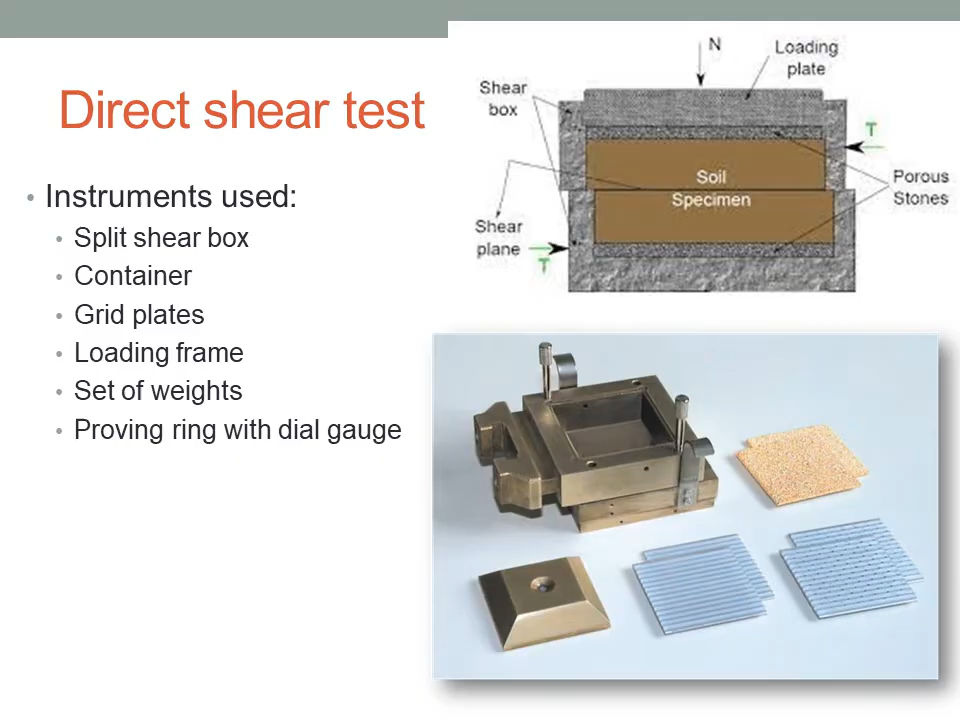 Direct shear test
• Instruments used:
• Split shear box
• Container
• Grid plates
• Loading frame
• Set of weights
• Proving ring with dial gauge
N
Loading
plate
Shear
box
T
Soil
Specimen
Porous
Stones
Shear
plane
T